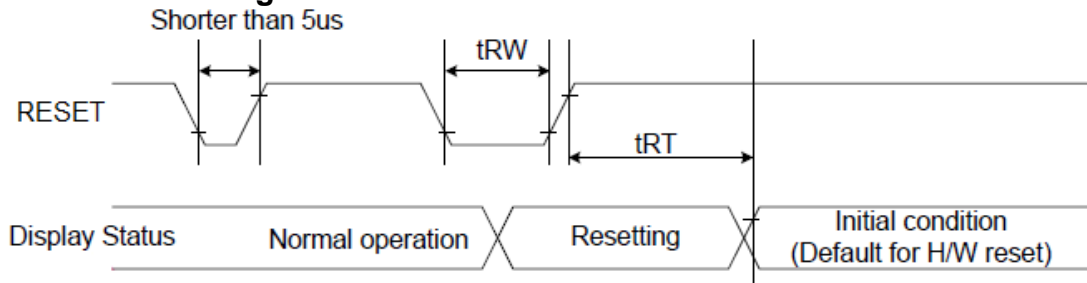 Shorter than 5us
tRW
RESET
tRT
Display Status
Normal operation
Resetting
Initial condition
(Default for H/W reset)